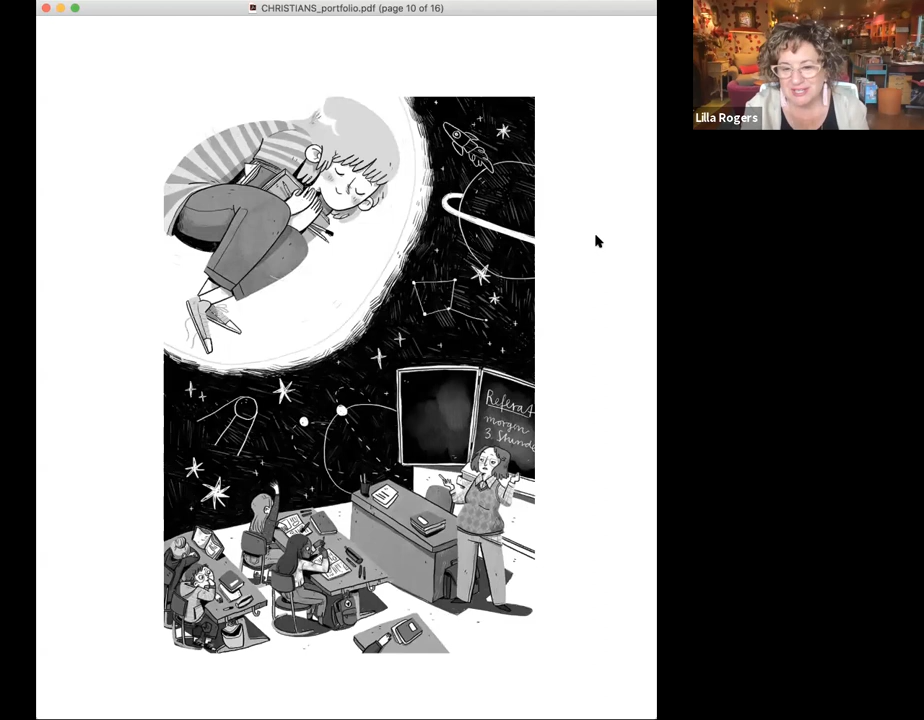 CHRISTIANS_portfolio.pdf (page 10 of 16)
Lilla Rogers
Referat
morgen
3. Stunde